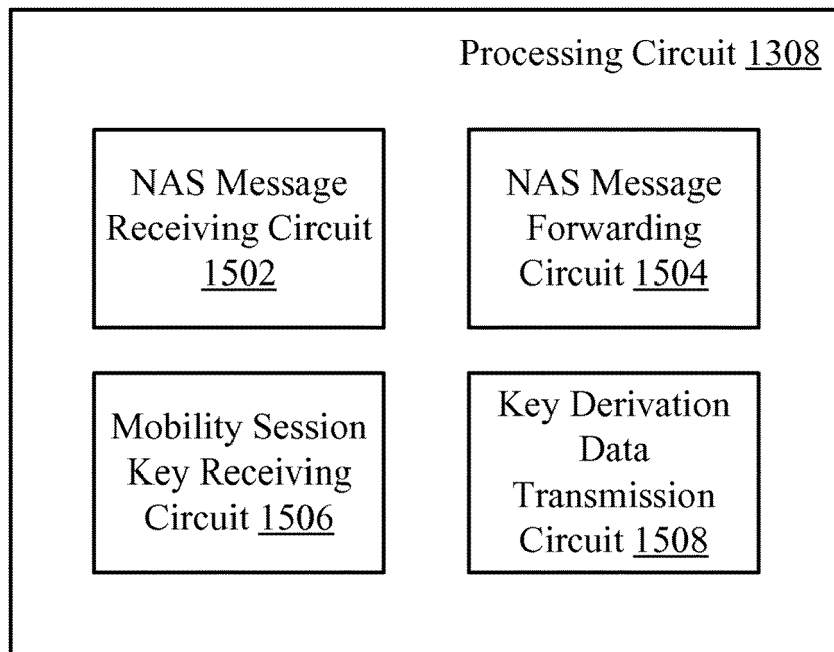 Processing Circuit 1308
NAS Message
Receiving Circuit
1502
NAS Message
Forwarding
Circuit 1504
Mobility Session
Key Receiving
Circuit 1506
Key Derivation
Data
Transmission
Circuit 1508